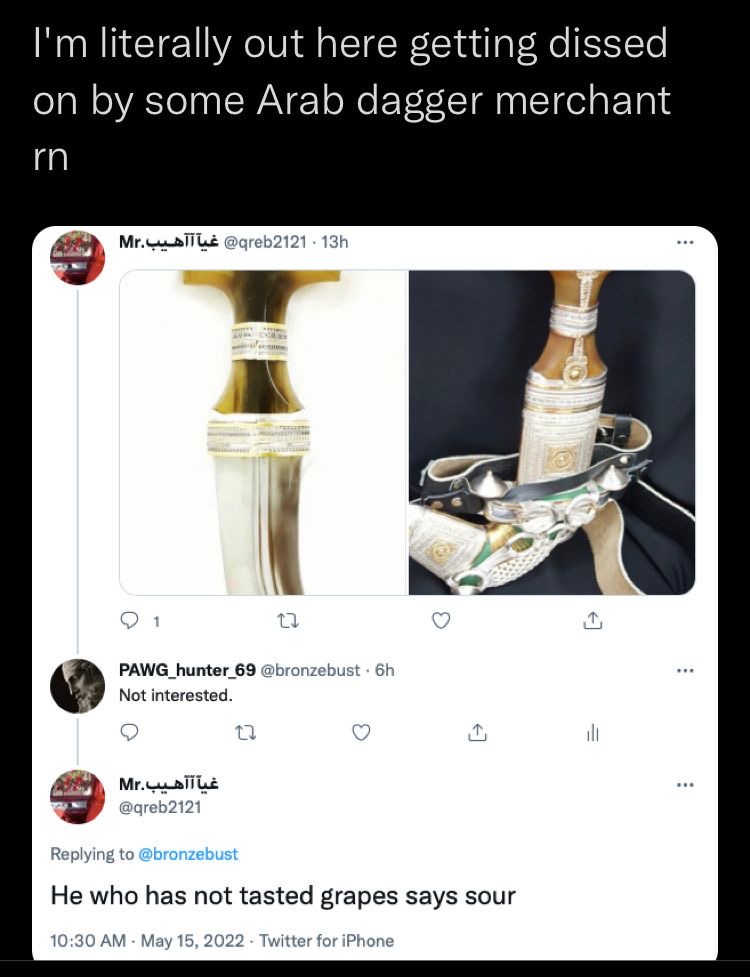 I'm literally out here getting dissed
on by some Arab dagger merchant
rn
Mr.غيآآآهيب @qreb2121 · 13h
1
PAWG_hunter_69 @bronzebust · 6h
Not interested.
Mr.غيآآآهيب
@qreb2121
Replying to @bronzebust
He who has not tasted grapes says sour
10:30 AM · May 15, 2022 · Twitter for iPhone